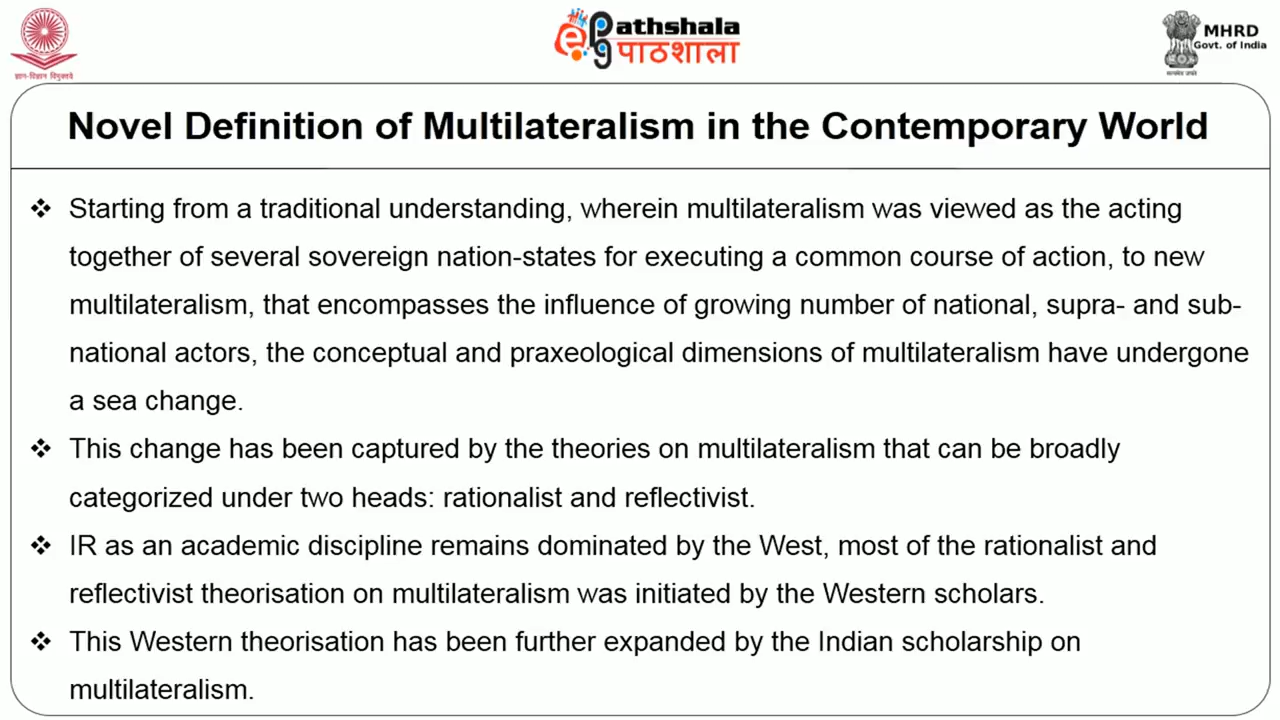 ज्ञान-विज्ञान विमुक्तये
ePathshala
पाठशाला
MHRD
Govt. of India
सत्यमेव जयते
Novel Definition of Multilateralism in the Contemporary World
❖ Starting from a traditional understanding, wherein multilateralism was viewed as the acting
together of several sovereign nation-states for executing a common course of action, to new
multilateralism, that encompasses the influence of growing number of national, supra- and sub-
national actors, the conceptual and praxeological dimensions of multilateralism have undergone
a sea change.
❖ This change has been captured by the theories on multilateralism that can be broadly
categorized under two heads: rationalist and reflectivist.
❖ IR as an academic discipline remains dominated by the West, most of the rationalist and
reflectivist theorisation on multilateralism was initiated by the Western scholars.
❖ This Western theorisation has been further expanded by the Indian scholarship on
multilateralism.